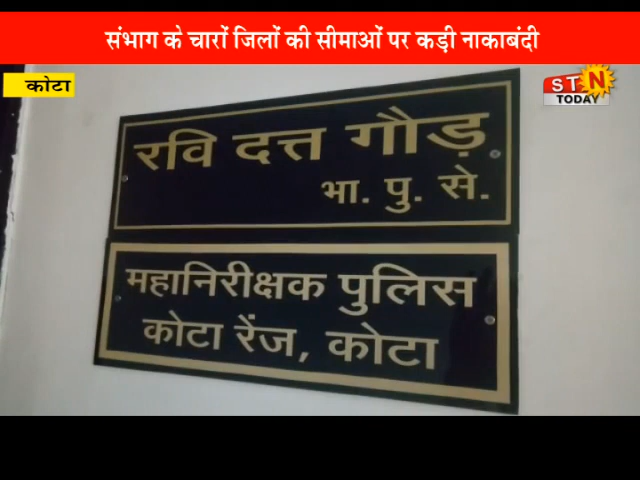 संभाग के चारों जिलों की सीमाओं पर कड़ी नाकाबंदी
कोटा
STN
TODAY
रवि दत्त गौड़
भा. पु. से.
महानिरीक्षक पुलिस
कोटा रेंज, कोटा